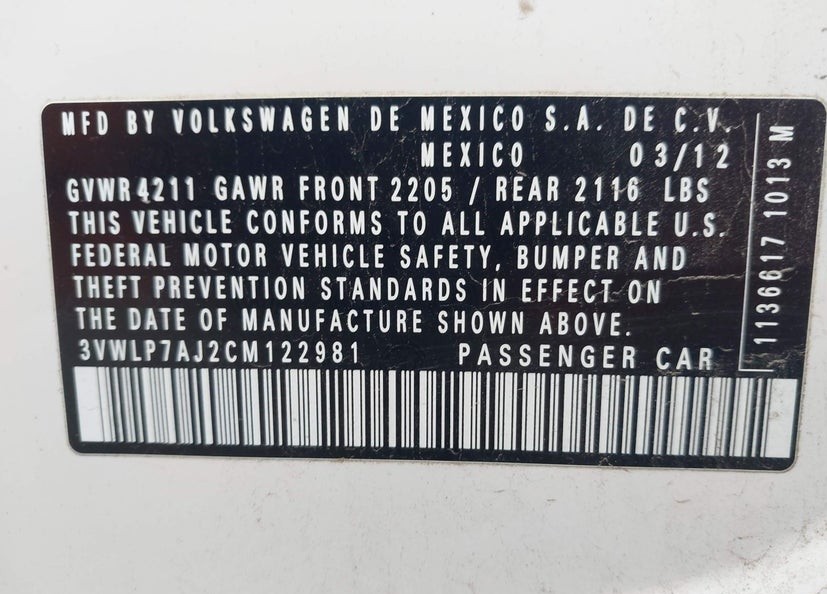 MFD BY VOLKSWAGEN DE MEXICO S.A. DE C.V.
MEXICO 03/12
GVWR 4211 GAWR FRONT 2205 / REAR 2116 LBS
THIS VEHICLE CONFORMS TO ALL APPLICABLE U.S.
FEDERAL MOTOR VEHICLE SAFETY, BUMPER AND
THEFT PREVENTION STANDARDS IN EFFECT ON
THE DATE OF MANUFACTURE SHOWN ABOVE.
3VWLP7AJ2CM122981 PASSENGER CAR
1136617 1013 M